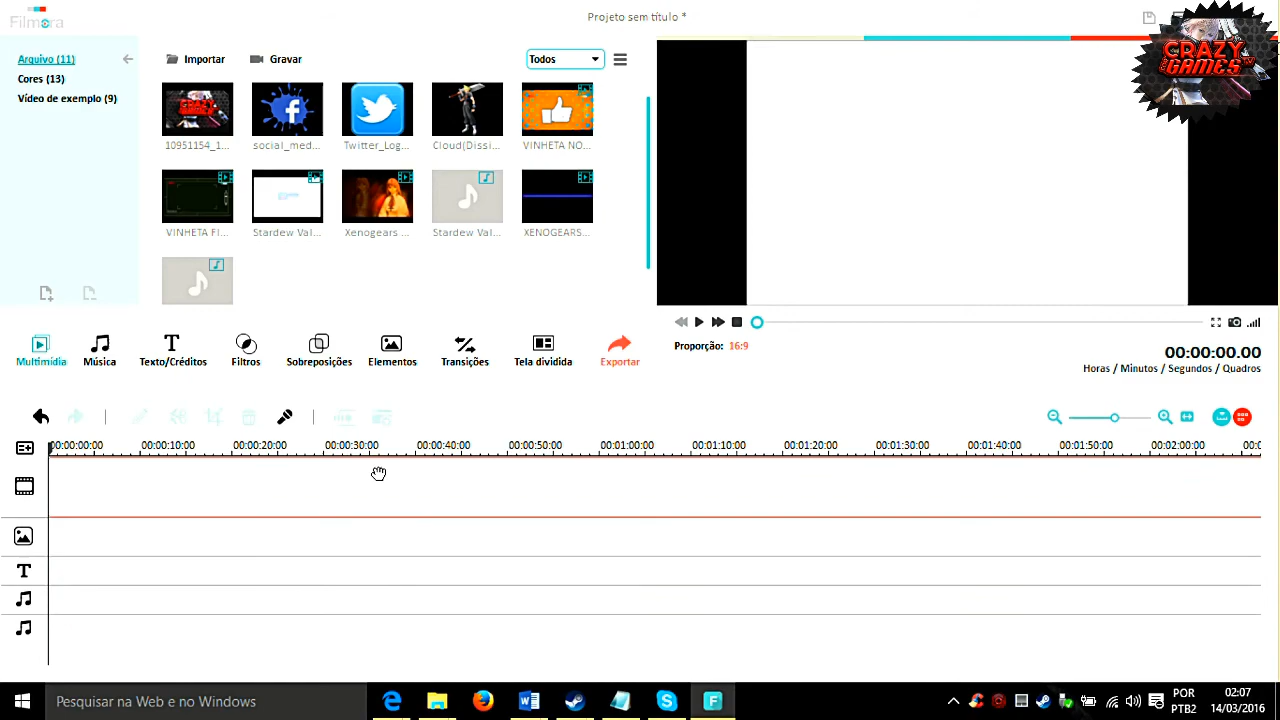 Filmora
Projeto sem título *
Arquivo (11)
Cores (13)
Vídeo de exemplo (9)
Importar
Gravar
Todos
10951154_1...
social_med...
Twitter_Log...
Cloud(Dissi...
VINHETA NO...
VINHETA FI...
Stardew Val...
Xenogears ...
Stardew Val...
XENOGEARS...
CRAZY
GAMES
Proporção: 16:9
00:00:00.00
Horas / Minutos / Segundos / Quadros
Multimídia
Música
Texto/Créditos
Filtros
Sobreposições
Elementos
Transições
Tela dividida
Exportar
00:00:00:00
00:00:10:00
00:00:20:00
00:00:30:00
00:00:40:00
00:00:50:00
00:01:00:00
00:01:10:00
00:01:20:00
00:01:30:00
00:01:40:00
00:01:50:00
00:02:00:00
00:0
T
Pesquisar na Web e no Windows
POR
PTB2
02:07
14/03/2016